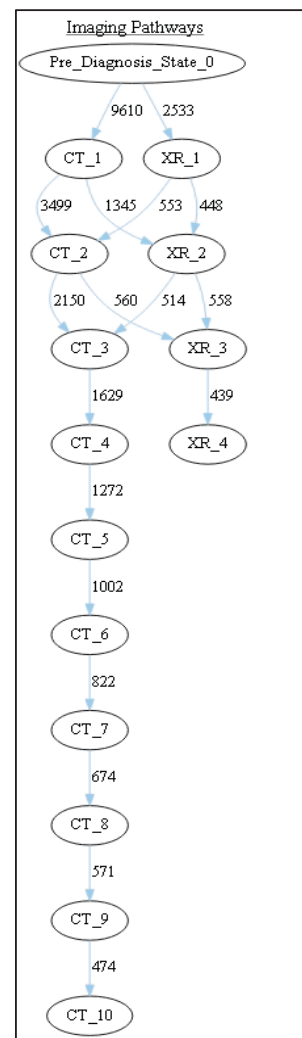 Imaging Pathways
Pre_Diagnosis_State_0
9610 2533
CT_1 XR_1
3499 1345 553 448
CT_2 XR_2
2150 560 514 558
CT_3 XR_3
1629 439
CT_4 XR_4
1272
CT_5
1002
CT_6
822
CT_7
674
CT_8
571
CT_9
474
CT_10